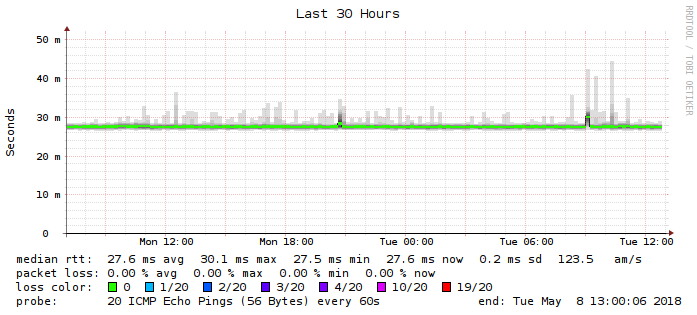 Last 30 Hours
RRDTOOL / TOBI OETIKER
Seconds
50 m
40 m
30 m
20 m
10 m
0
Mon 12:00 Mon 18:00 Tue 00:00 Tue 06:00 Tue 12:00
median rtt: 27.6 ms avg 30.1 ms max 27.5 ms min 27.6 ms now 0.2 ms sd 123.5 am/s
packet loss: 0.00 % avg 0.00 % max 0.00 % min 0.00 % now
loss color: 0 1/20 2/20 3/20 4/20 10/20 19/20
probe: 20 ICMP Echo Pings (56 Bytes) every 60s end: Tue May 8 13:00:06 2018